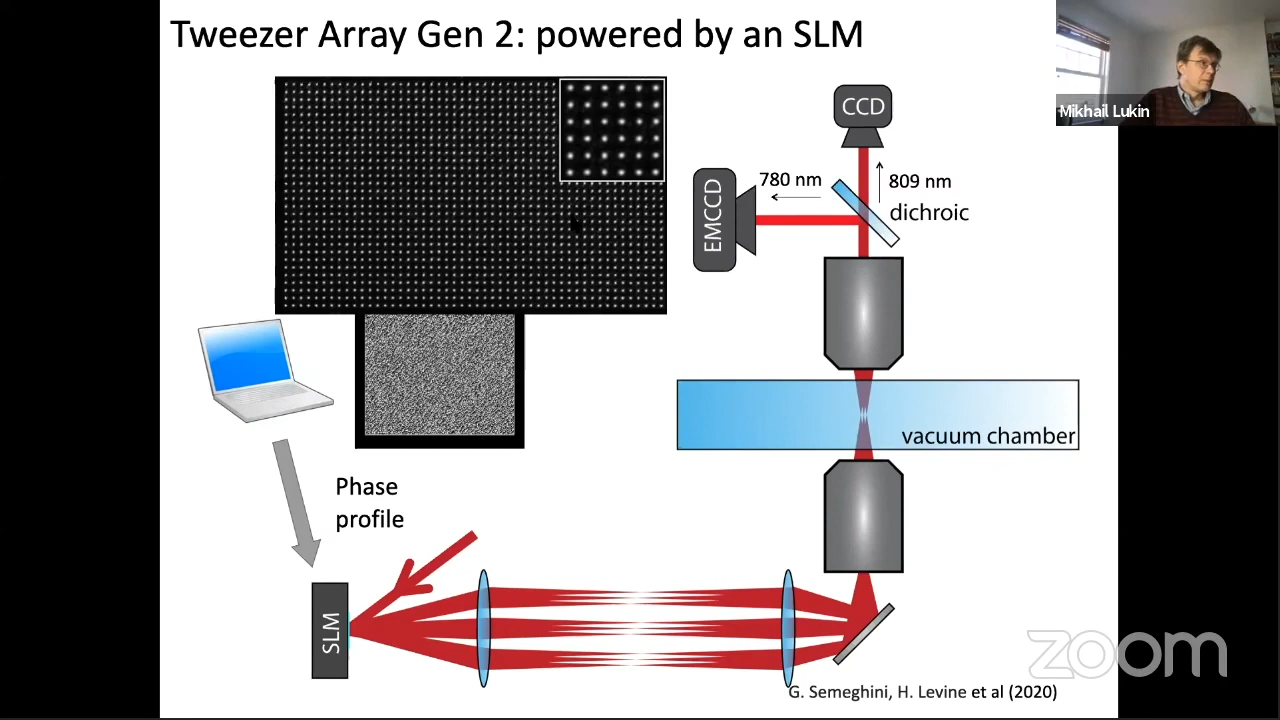 Tweezer Array Gen 2: powered by an SLM
Mikhail Lukin
CCD
780 nm
809 nm
dichroic
EMCCD
vacuum chamber
Phase
profile
SLM
zoom
G. Semeghini, H. Levine et al (2020)